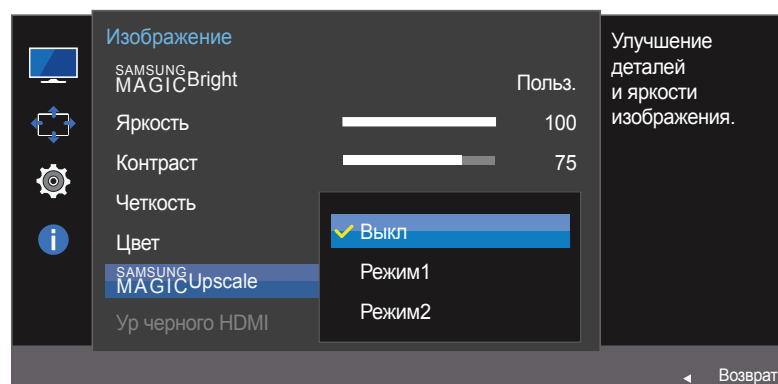 Изображение
SAMSUNG MAGICBright Польз.
Яркость 100
Контраст 75
Четкость
Цвет
SAMSUNG MAGICUpscale
Ур черного HDMI
Выкл
Режим1
Режим2
Улучшение
деталей
и яркости
изображения.
Возврат